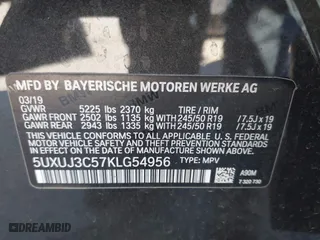 MFD BY BAYERISCHE MOTOREN WERKE AG
03/19
GVWR 5225 lbs 2370 kg TIRE / RIM
GAWR FRONT 2502 lbs 1135 kg WITH 245/50 R19 /7.5J x 19
GAWR REAR 2943 lbs 1335 kg WITH 245/50 R19 /7.5J x 19
THIS VEHICLE CONFORMS TO ALL APPLICABLE FEDERAL MOTOR VEHICLE SAFETY, BUMPER, AND THEFT PREVENTION STANDARDS IN EFFECT ON THE DATE OF MANUFACTURE SHOWN ABOVE.
5UXUJ3C57KLG54956 TYPE: MPV
A90M